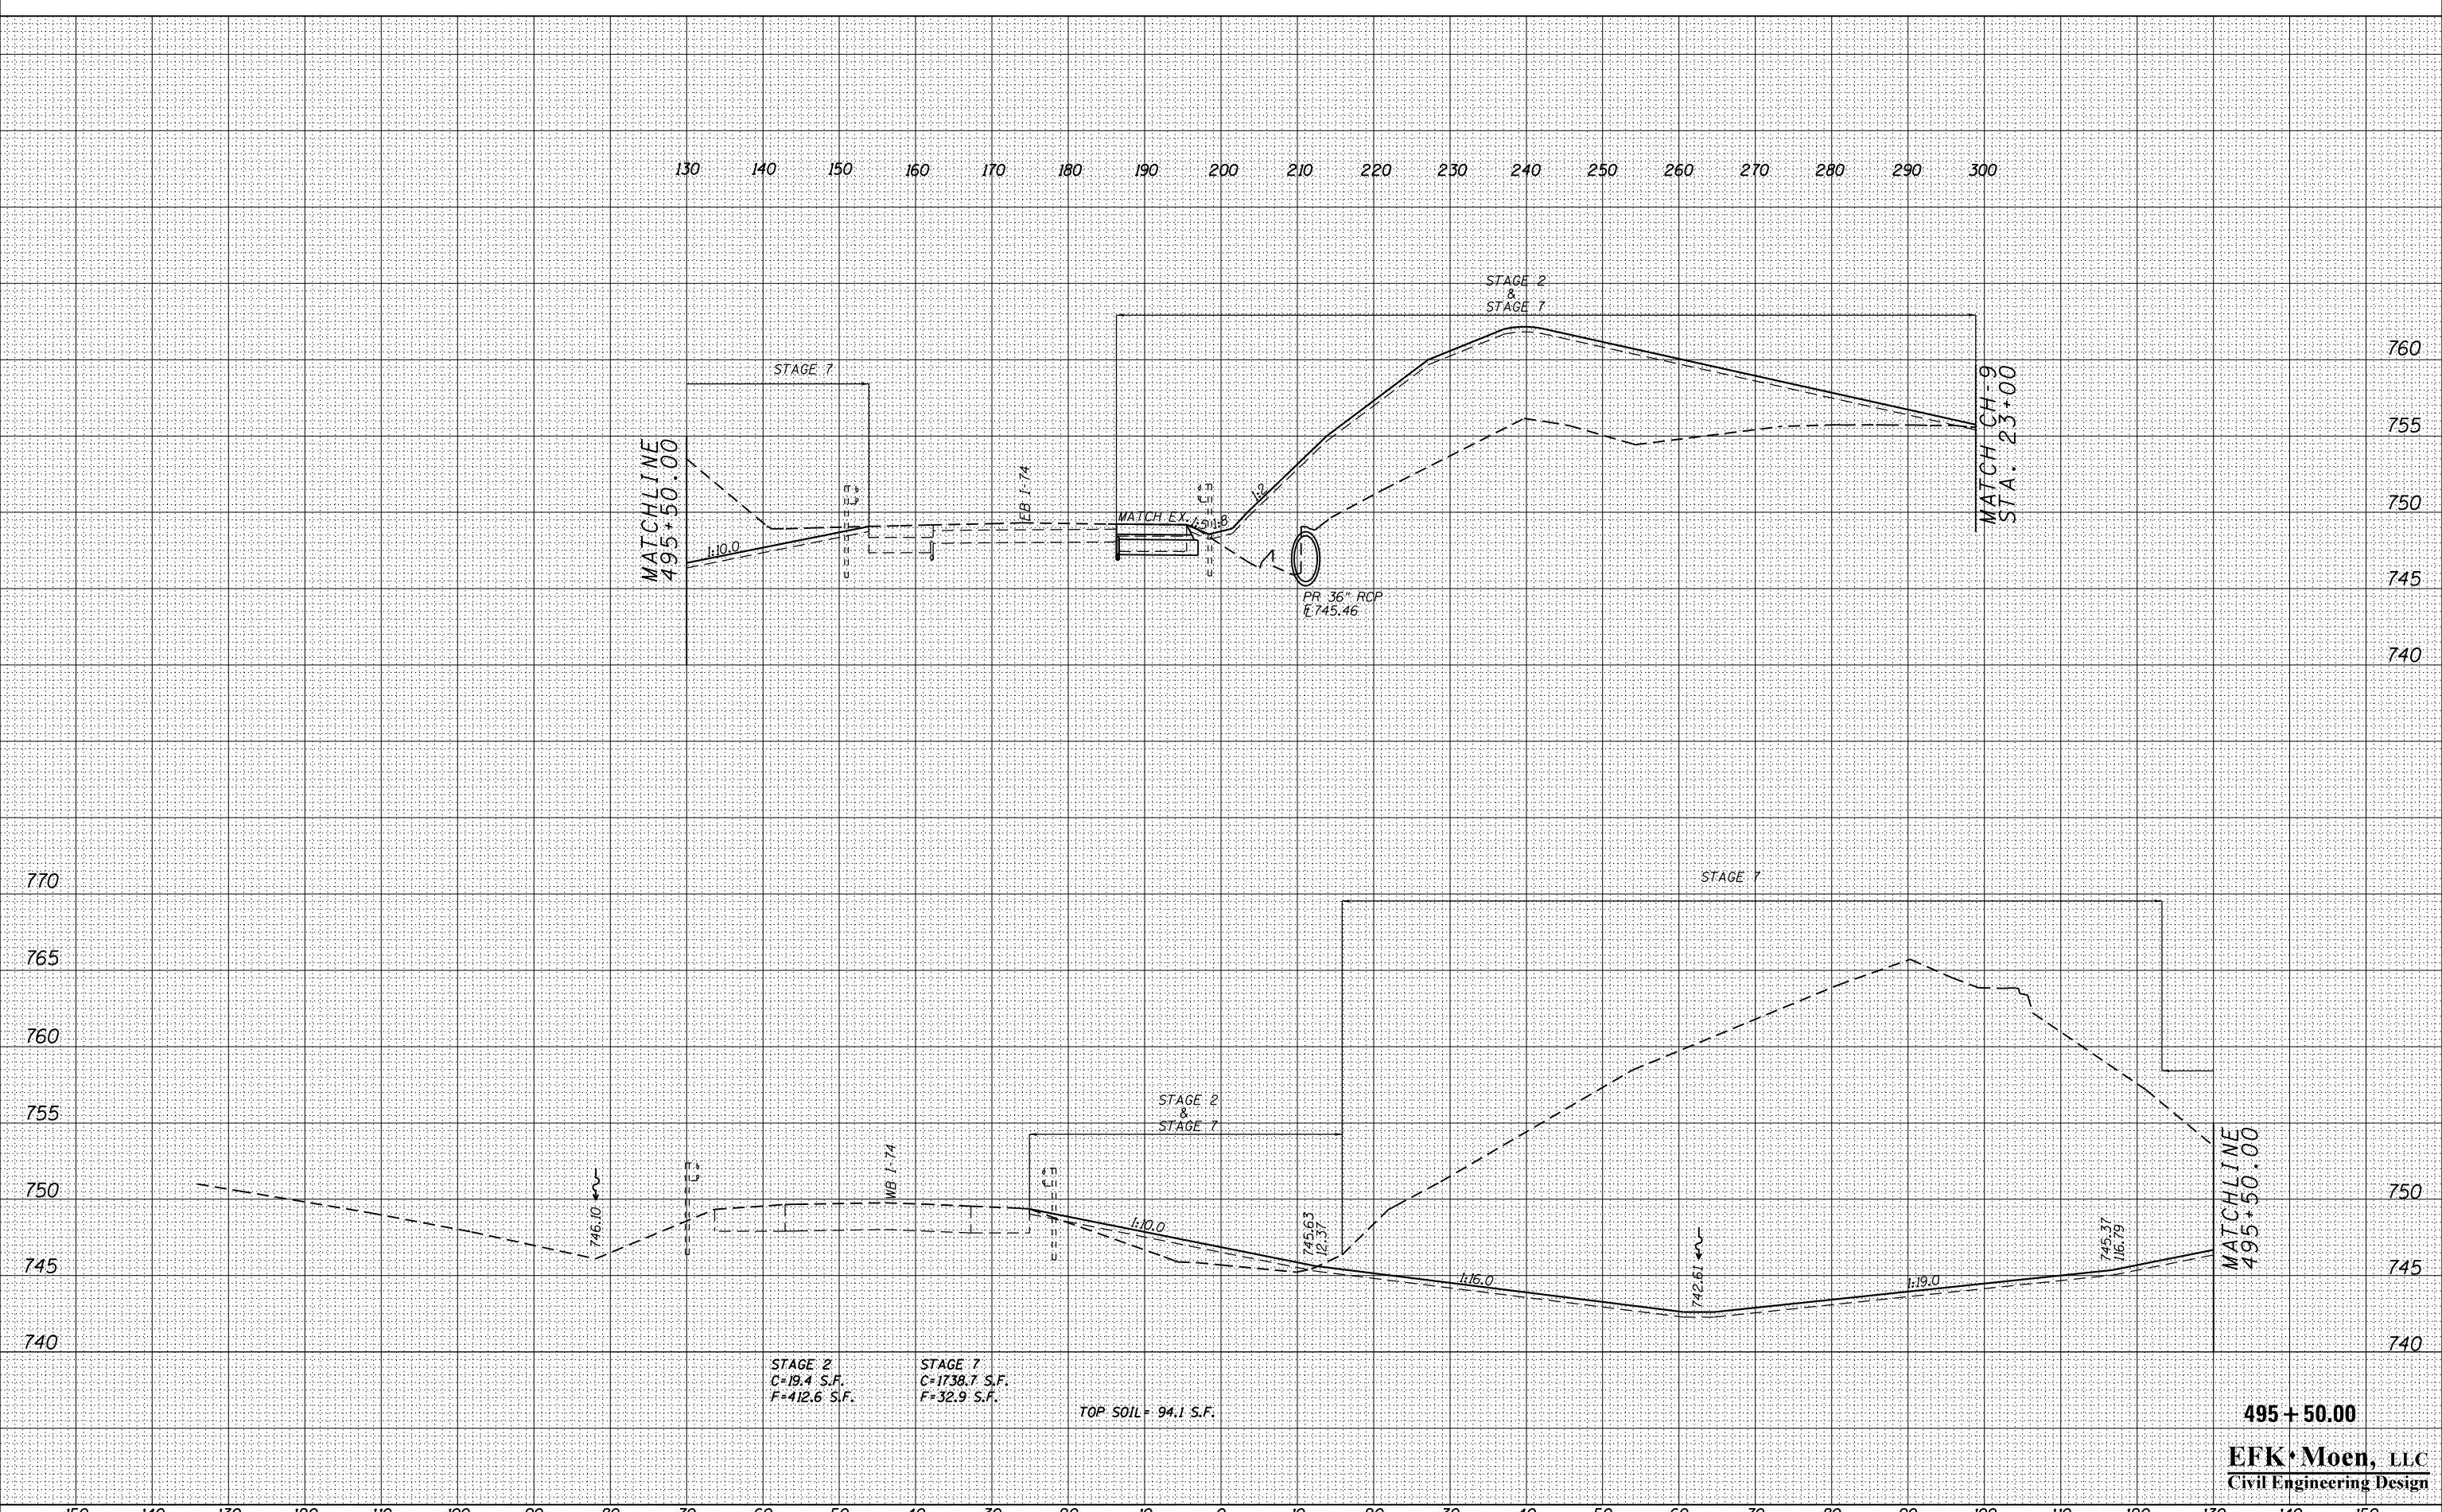 130 140 150 160 170 180 190 200 210 220 230 240 250 260 270 280 290 300
STAGE 2
&
STAGE 7
STAGE 7
760
755
750
745
740
MATCHLINE
495+50.00
MATCH CH-9
STA. 23+00
EB I-74
MATCH EX.
1:10.0
1:8
1:2
PR 36" RCP
745.46
770
765
760
755
750
745
740
STAGE 7
STAGE 2
&
STAGE 7
746.10
WB I-74
1:10.0
745.63
12.37
1:16.0
742.61
1:19.0
745.37
116.79
MATCHLINE
495+50.00
750
745
740
STAGE 2
C=19.4 S.F.
F=412.6 S.F.
STAGE 7
C=1738.7 S.F.
F=32.9 S.F.
TOP SOIL= 94.1 S.F.
495+50.00
EFK♦Moen, LLC
Civil Engineering Design